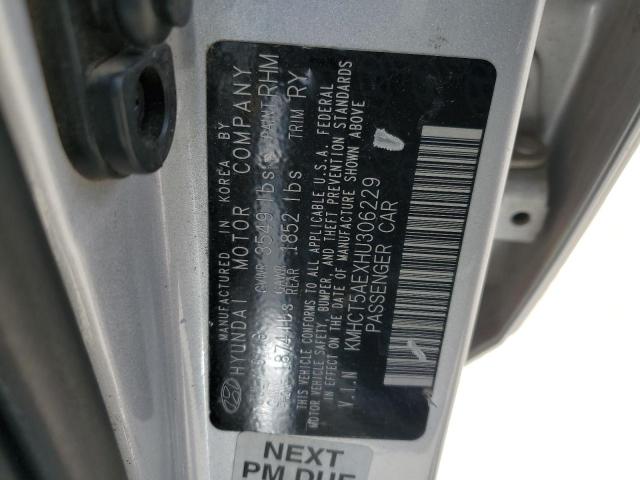 MANUFACTURED IN KOREA BY
HYUNDAI MOTOR COMPANY
GVWR 3549 lbs PAINT RHM
1874 lbs GAWR REAR 1852 lbs TRIM RY
THIS VEHICLE CONFORMS TO ALL APPLICABLE U.S.A. FEDERAL
MOTOR VEHICLE SAFETY, BUMPER, AND THEFT PREVENTION STANDARDS
IN EFFECT ON THE DATE OF MANUFACTURE SHOWN ABOVE
V.I.N KMHCT5AEXHU306229
PASSENGER CAR
U
NEXT
PM DUE